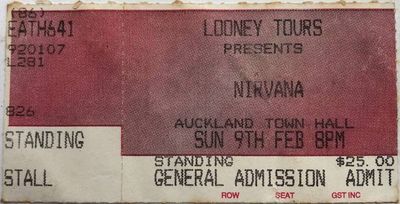 (86)
EATH641
920107
L281
826
STANDING
STALL
LOONEY TOURS
PRESENTS
NIRVANA
AUCKLAND TOWN HALL
SUN 9TH FEB 8PM
STANDING $25.00
GENERAL ADMISSION ADMIT
ROW SEAT GST INC